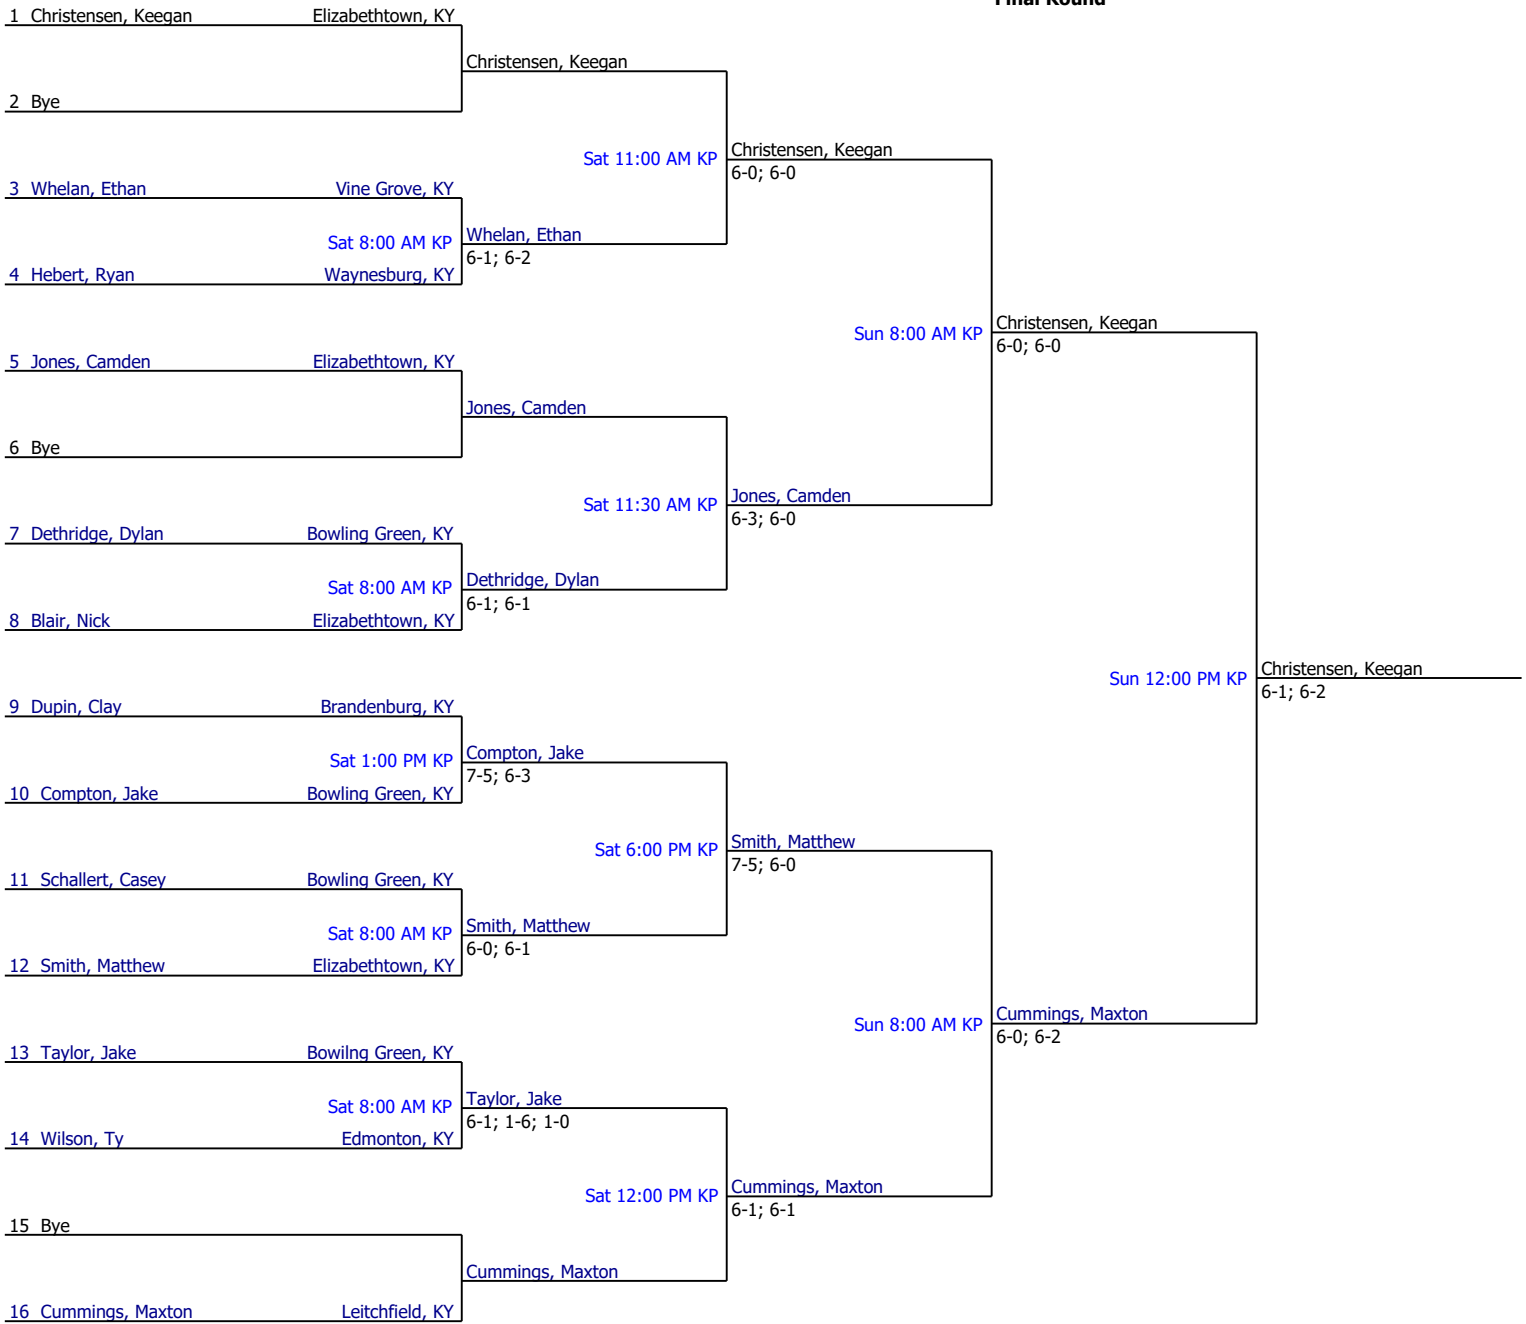 Final Round
1 Christensen, Keegan Elizabethtown, KY
Christensen, Keegan
2 Bye
Sat 11:00 AM KP Christensen, Keegan
6-0; 6-0
3 Whelan, Ethan Vine Grove, KY
Sat 8:00 AM KP Whelan, Ethan
6-1; 6-2
4 Hebert, Ryan Waynesburg, KY
Sun 8:00 AM KP Christensen, Keegan
6-0; 6-0
5 Jones, Camden Elizabethtown, KY
Jones, Camden
6 Bye
Sat 11:30 AM KP Jones, Camden
6-3; 6-0
7 Dethridge, Dylan Bowling Green, KY
Sat 8:00 AM KP Dethridge, Dylan
6-1; 6-1
8 Blair, Nick Elizabethtown, KY
Sun 12:00 PM KP Christensen, Keegan
6-1; 6-2
9 Dupin, Clay Brandenburg, KY
Sat 1:00 PM KP Compton, Jake
7-5; 6-3
10 Compton, Jake Bowling Green, KY
Sat 6:00 PM KP Smith, Matthew
7-5; 6-0
11 Schallert, Casey Bowling Green, KY
Sat 8:00 AM KP Smith, Matthew
6-0; 6-1
12 Smith, Matthew Elizabethtown, KY
Sun 8:00 AM KP Cummings, Maxton
6-0; 6-2
13 Taylor, Jake Bowilng Green, KY
Sat 8:00 AM KP Taylor, Jake
6-1; 1-6; 1-0
14 Wilson, Ty Edmonton, KY
Sat 12:00 PM KP Cummings, Maxton
6-1; 6-1
15 Bye
Cummings, Maxton
16 Cummings, Maxton Leitchfield, KY